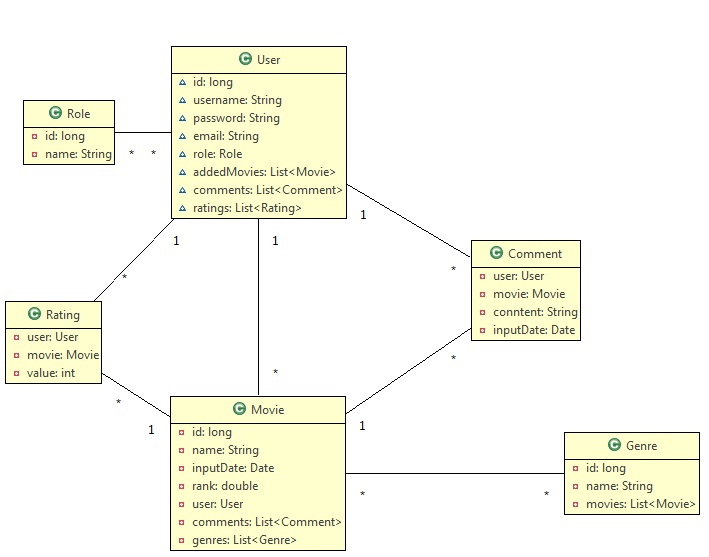 C User
id: long
username: String
password: String
email: String
role: Role
addedMovies: List<Movie>
comments: List<Comment>
ratings: List<Rating>
C Role
id: long
name: String
* *
1 1 1
* * *
C Comment
user: User
movie: Movie
conntent: String
inputDate: Date
C Rating
user: User
movie: Movie
value: int
* 1
* 1
C Movie
id: long
name: String
inputDate: Date
rank: double
user: User
comments: List<Comment>
genres: List<Genre>
* *
C Genre
id: long
name: String
movies: List<Movie>